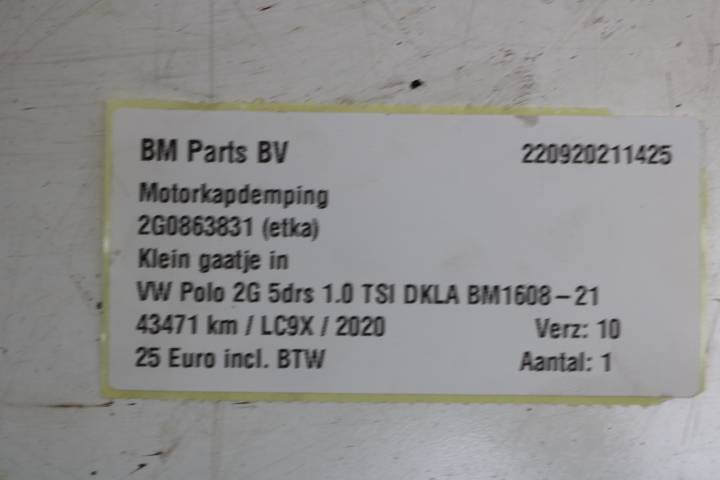 BM Parts BV 220920211425
Motorkapdemping
2G0863831 (etka)
Klein gaatje in
VW Polo 2G 5drs 1.0 TSI DKLA BM1608-21
43471 km / LC9X / 2020 Verz: 10
25 Euro incl. BTW Aantal: 1